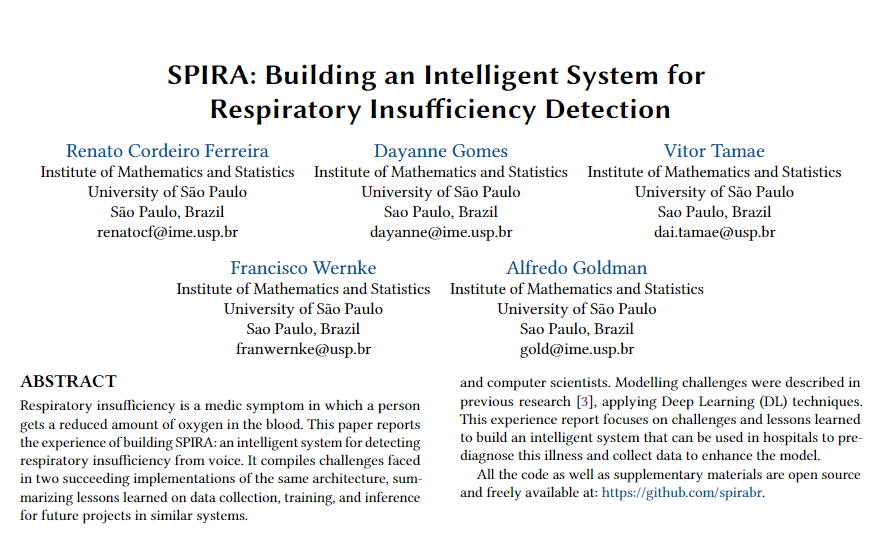 SPIRA: Building an Intelligent System for
Respiratory Insufficiency Detection
Renato Cordeiro Ferreira
Institute of Mathematics and Statistics
University of São Paulo
São Paulo, Brazil
renatocf@ime.usp.br
Dayanne Gomes
Institute of Mathematics and Statistics
University of São Paulo
Sao Paulo, Brazil
dayanne@ime.usp.br
Vitor Tamae
Institute of Mathematics and Statistics
University of São Paulo
Sao Paulo, Brazil
dai.tamae@usp.br
Francisco Wernke
Institute of Mathematics and Statistics
University of São Paulo
Sao Paulo, Brazil
franwernke@usp.br
Alfredo Goldman
Institute of Mathematics and Statistics
University of São Paulo
Sao Paulo, Brazil
gold@ime.usp.br
ABSTRACT
Respiratory insufficiency is a medic symptom in which a person
gets a reduced amount of oxygen in the blood. This paper reports
the experience of building SPIRA: an intelligent system for detecting
respiratory insufficiency from voice. It compiles challenges faced
in two succeeding implementations of the same architecture, sum-
marizing lessons learned on data collection, training, and inference
for future projects in similar systems.
and computer scientists. Modelling challenges were described in
previous research [3], applying Deep Learning (DL) techniques.
This experience report focuses on challenges and lessons learned
to build an intelligent system that can be used in hospitals to pre-
diagnose this illness and collect data to enhance the model.
All the code as well as supplementary materials are open source
and freely available at: https://github.com/spirabr.